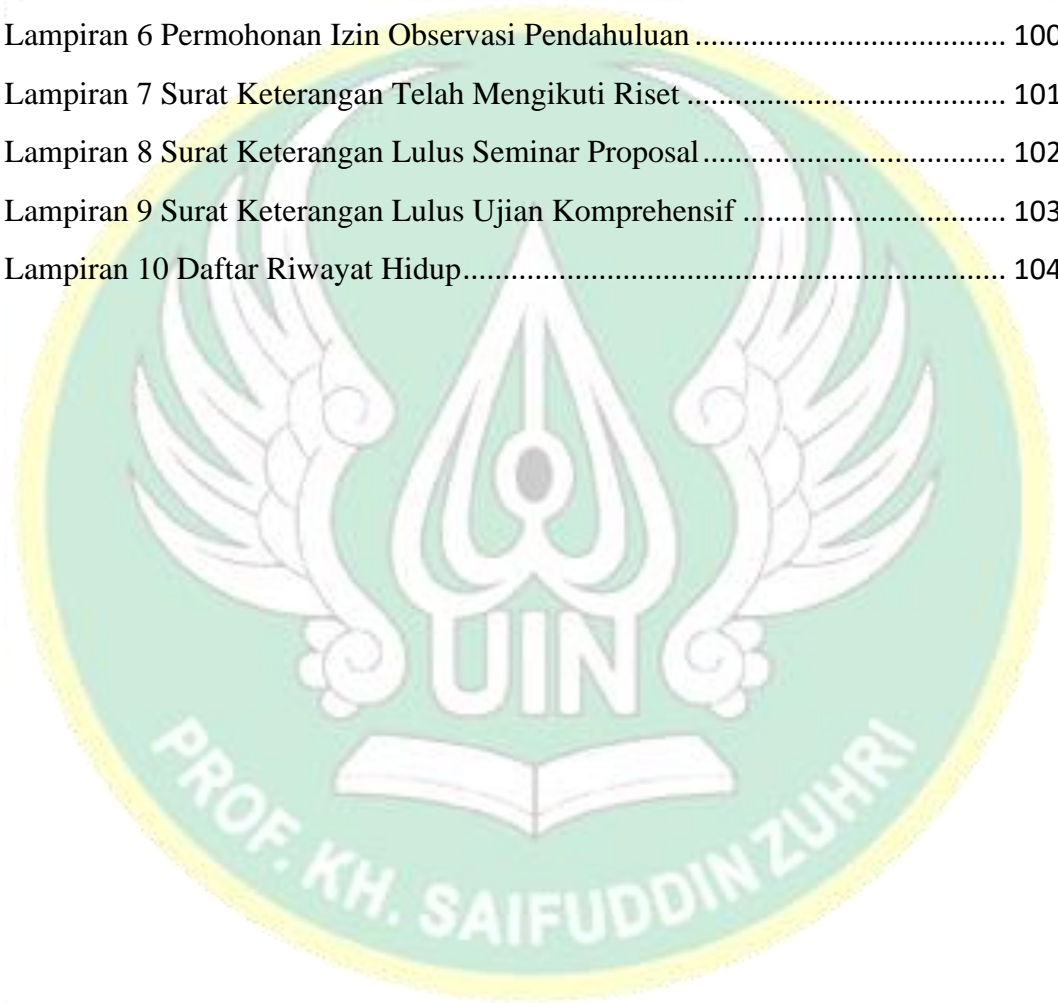 Lampiran 6 Permohonan Izin Observasi Pendahuluan.................................. 100
Lampiran 7 Surat Keterangan Telah Mengikuti Riset................................... 101
Lampiran 8 Surat Keterangan Lulus Seminar Proposal................................. 102
Lampiran 9 Surat Keterangan Lulus Ujian Komprehensif............................ 103
Lampiran 10 Daftar Riwayat Hidup............................................................ 104
UIN
PROF. KH. SAIFUDDIN ZUHRI